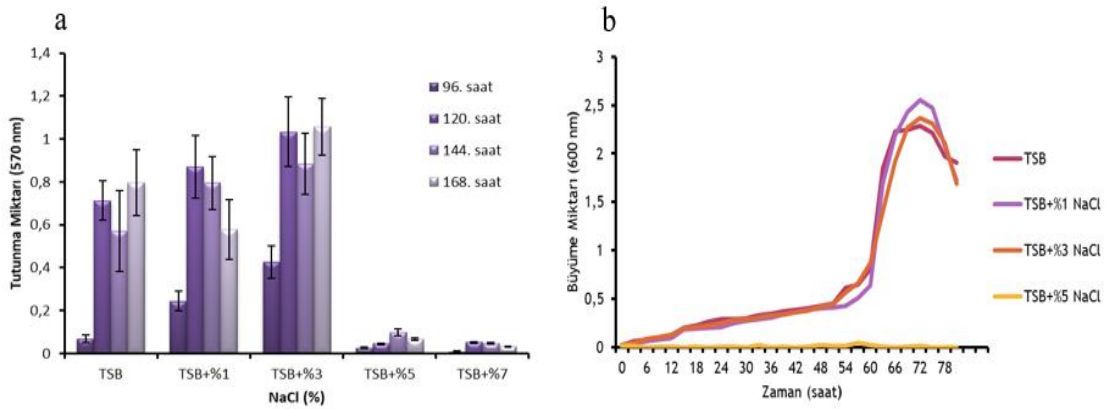 a
1,4
1,2
1
0,8
0,6
0,4
0,2
0
Tutunma Miktarı (570 nm)
96. saat
120. saat
144. saat
168. saat
TSB
TSB+%1
TSB+%3
TSB+%5
TSB+%7
NaCl (%)
b
3
2,5
2
1,5
1
0,5
0
Büyüme Miktarı (600 nm)
TSB
TSB+%1 NaCl
TSB+%3 NaCl
TSB+%5 NaCl
0 6 12 18 24 30 36 42 48 54 60 66 72 78
Zaman (saat)